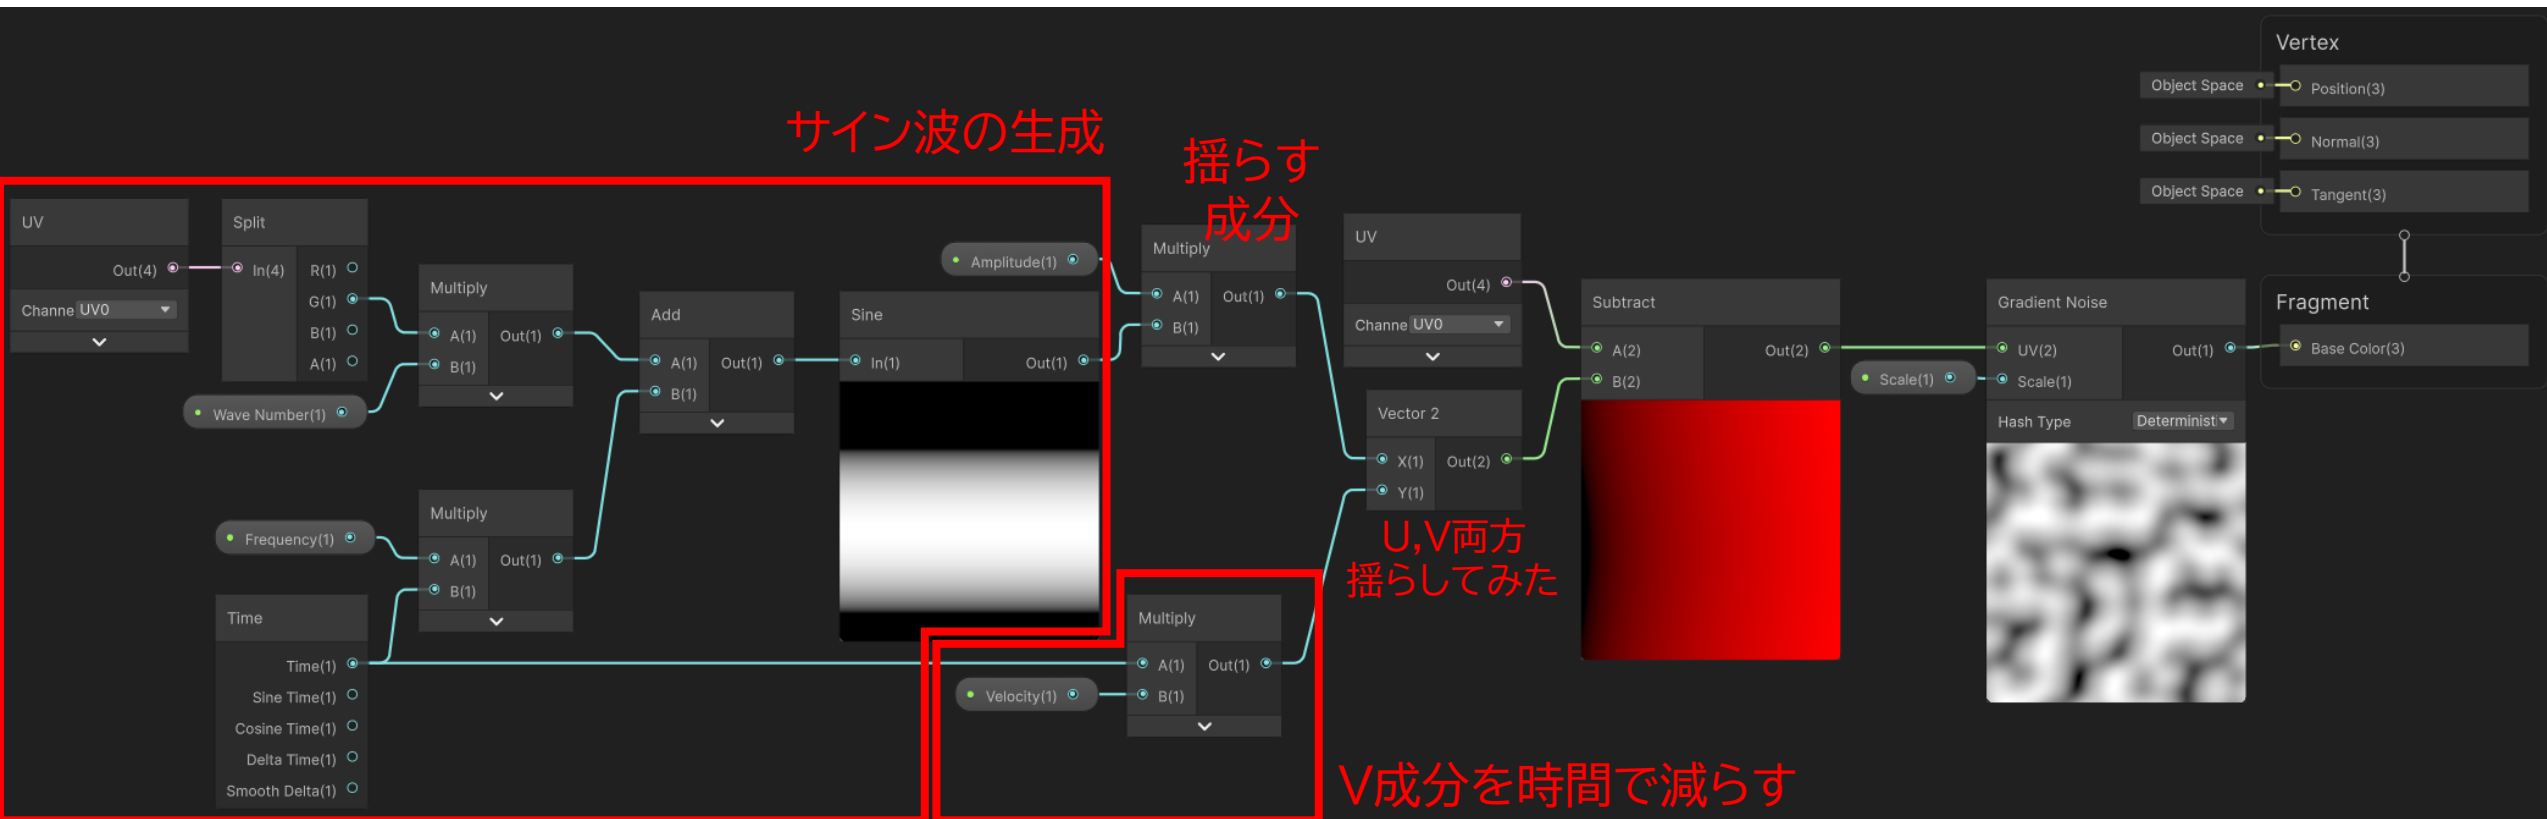 Vertex
Object Space
Position(3)
Object Space
Normal(3)
Object Space
Tangent(3)
サイン波の生成
揺らす
成分
UV
Out(4)
Channe UV0
Split
In(4)
R(1)
G(1)
B(1)
A(1)
Wave Number(1)
Multiply
A(1)
Out(1)
B(1)
Frequency(1)
Multiply
A(1)
Out(1)
B(1)
Time
Time(1)
Sine Time(1)
Cosine Time(1)
Delta Time(1)
Smooth Delta(1)
Add
A(1)
Out(1)
B(1)
Sine
In(1)
Out(1)
Amplitude(1)
Multiply
A(1)
Out(1)
B(1)
Velocity(1)
Multiply
A(1)
Out(1)
B(1)
UV
Out(4)
Channe UV0
Vector 2
X(1)
Out(2)
Y(1)
U,V両方
揺らしてみた
V成分を時間で減らす
Subtract
A(2)
Out(2)
B(2)
Scale(1)
Gradient Noise
UV(2)
Out(1)
Scale(1)
Hash Type
Deterministi
Fragment
Base Color(3)